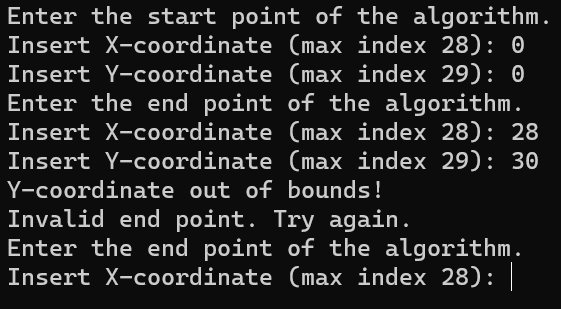 Enter the start point of the algorithm.
Insert X-coordinate (max index 28): 0
Insert Y-coordinate (max index 29): 0
Enter the end point of the algorithm.
Insert X-coordinate (max index 28): 28
Insert Y-coordinate (max index 29): 30
Y-coordinate out of bounds!
Invalid end point. Try again.
Enter the end point of the algorithm.
Insert X-coordinate (max index 28):